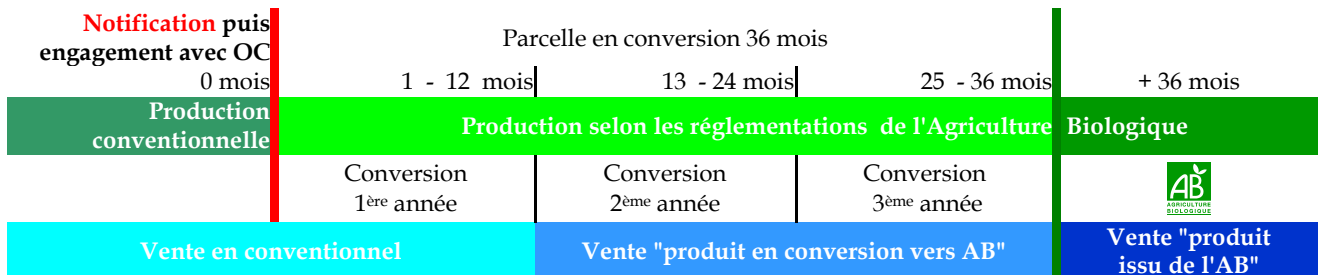 Notification puis
engagement avec OC
Parcelle en conversion 36 mois
0 mois
1 - 12 mois
13 - 24 mois
25 - 36 mois
+ 36 mois
Production
conventionnelle
Production selon les réglementations de l'Agriculture Biologique
Conversion
1ère année
Conversion
2ème année
Conversion
3ème année
AB
AGRICULTURE
BIOLOGIQUE
Vente en conventionnel
Vente "produit en conversion vers AB"
Vente "produit
issu de l'AB"